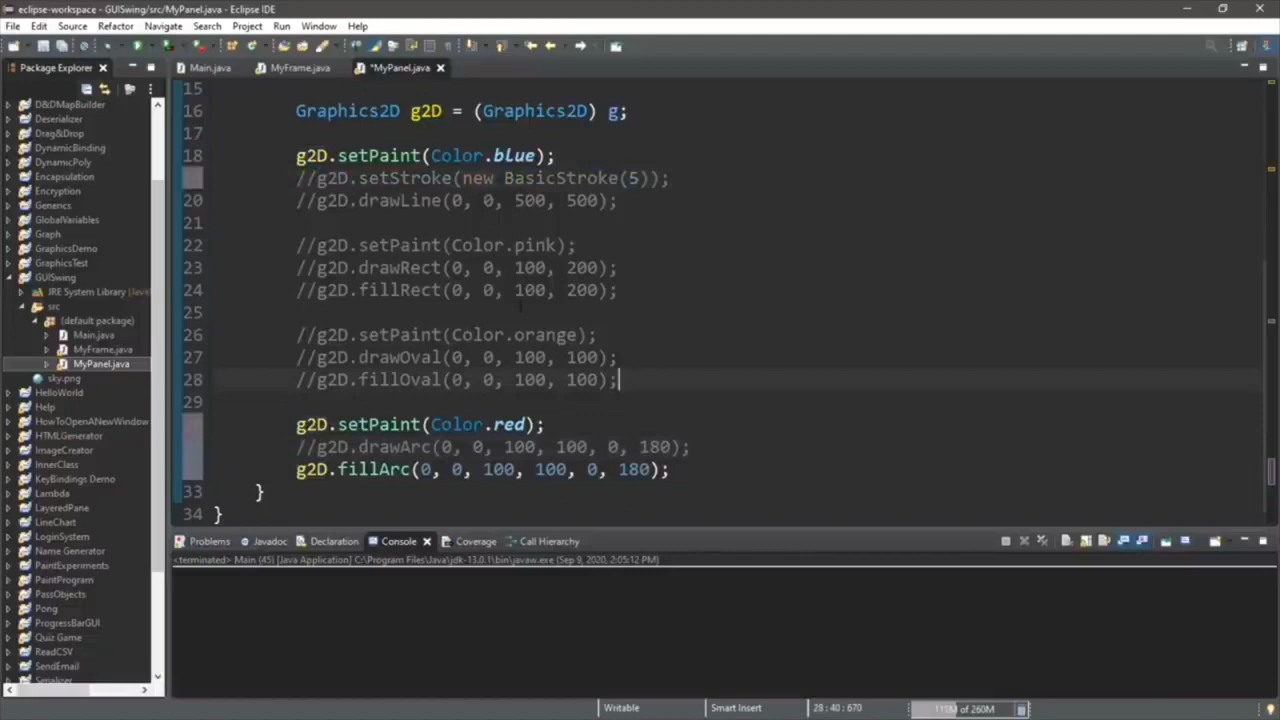 eclipse-workspace - GUISwing/src/MyPanel.java - Eclipse IDE
File Edit Source Refactor Navigate Search Project Run Window Help
Package Explorer
Main.java
MyFrame.java
*MyPanel.java
D&DMapBuilder
Deserializer
Drag&Drop
DynamicBinding
DynamicPoly
Encapsulation
Encryption
Generics
GlobalVariables
Graph
GraphicsDemo
GraphicsTest
GUISwing
JRE System Library [JavaS
src
(default package)
Main.java
MyFrame.java
MyPanel.java
sky.png
HelloWorld
Help
HowToOpenANewWindow
HTMLGenerator
ImageCreator
InnerClass
KeyBindings Demo
Lambda
LayeredPane
LineChart
LoginSystem
Name Generator
PaintExperiments
PaintProgram
PassObjects
Pong
ProgressBarGUI
Quiz Game
ReadCSV
SendEmail
Serializer
15
16 Graphics2D g2D = (Graphics2D) g;
17
18 g2D.setPaint(Color.blue);
//g2D.setStroke(new BasicStroke(5));
20 //g2D.drawLine(0, 0, 500, 500);
21
22 //g2D.setPaint(Color.pink);
23 //g2D.drawRect(0, 0, 100, 200);
24 //g2D.fillRect(0, 0, 100, 200);
25
26 //g2D.setPaint(Color.orange);
27 //g2D.drawOval(0, 0, 100, 100);
28 //g2D.fillOval(0, 0, 100, 100);
29
g2D.setPaint(Color.red);
//g2D.drawArc(0, 0, 100, 100, 0, 180);
g2D.fillArc(0, 0, 100, 100, 0, 180);
33 }
34 }
Problems Javadoc Declaration Console Coverage Call Hierarchy
<terminated> Main (45) [Java Application] C:\Program Files\Java\jdk-13.0.1\bin\javaw.exe (Sep 9, 2020, 2:05:12 PM)
Writable Smart Insert 28 : 40 : 670 of 260M